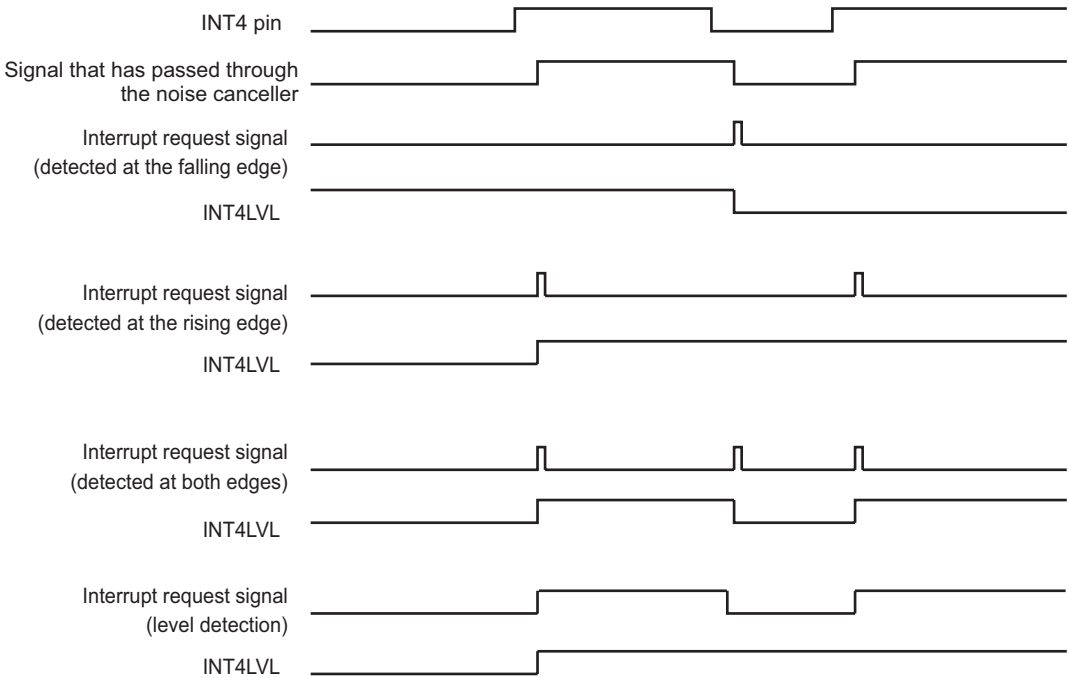 INT4 pin
Signal that has passed through
the noise canceller
Interrupt request signal
(detected at the falling edge)
INT4LVL
Interrupt request signal
(detected at the rising edge)
INT4LVL
Interrupt request signal
(detected at both edges)
INT4LVL
Interrupt request signal
(level detection)
INT4LVL